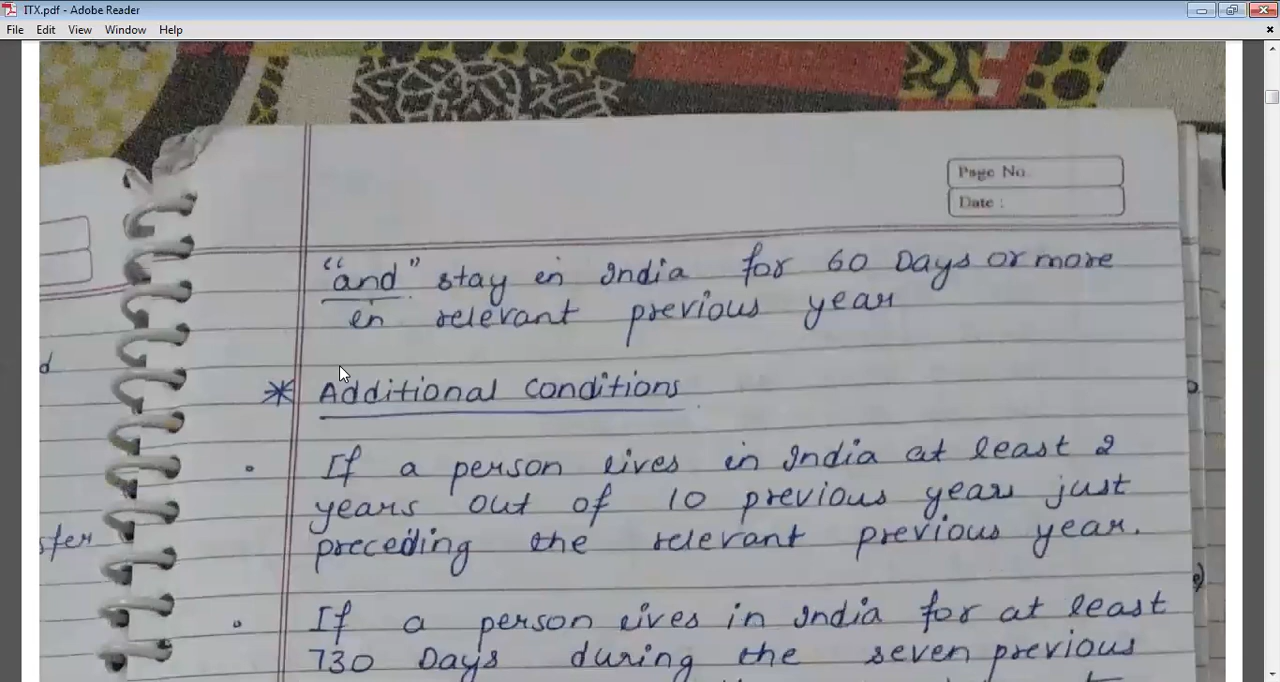 ITX.pdf - Adobe Reader
File Edit View Window Help
Page No.
Date :
"and" stay in India for 60 Days or more
in relevant previous year
* Additional Conditions
• If a person lives in India at least 2
years out of 10 previous years just
preceding the relevant previous year.
• If a person lives in India for at least
730 Days during the seven previous
d
sfer